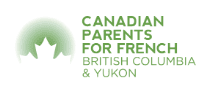 CANADIAN
PARENTS
FOR FRENCH
BRITISH COLUMBIA
& YUKON